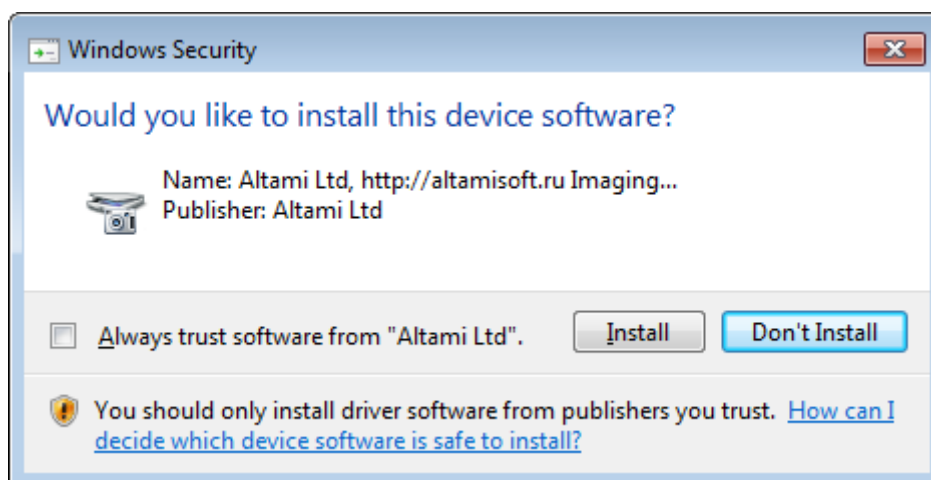 Windows Security
Would you like to install this device software?
Name: Altami Ltd, http://altamisoft.ru Imaging...
Publisher: Altami Ltd
Always trust software from "Altami Ltd".
Install
Don't Install
You should only install driver software from publishers you trust. How can I
decide which device software is safe to install?